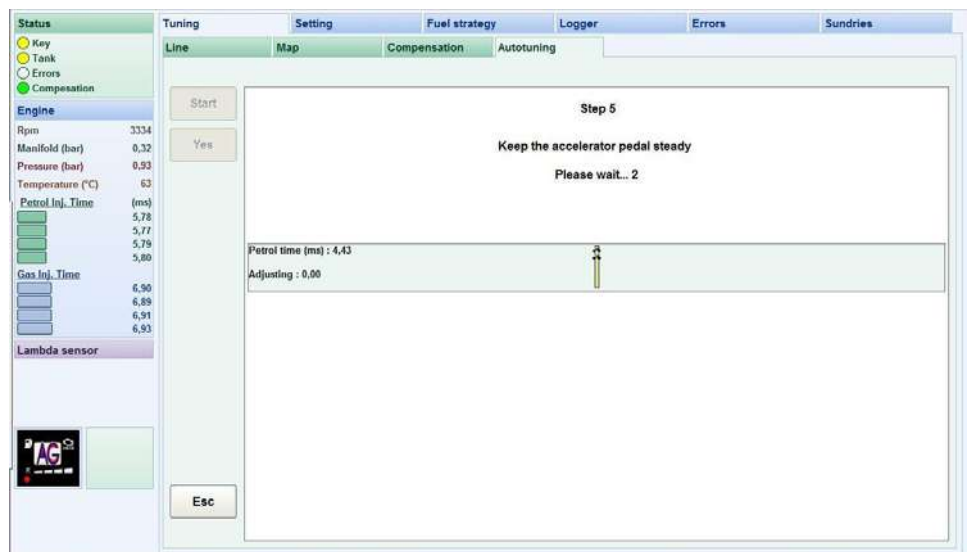 Status
Key
Tank
Errors
Compesation
Engine
Rpm 3334
Manifold (bar) 0,32
Pressure (bar) 0,93
Temperature (°C) 63
Petrol Inj. Time (ms)
5,78
5,77
5,79
5,80
Gas Inj. Time
6,90
6,89
6,91
6,93
Lambda sensor
AG
Tuning Setting Fuel strategy Logger Errors Sundries
Line Map Compensation Autotuning
Start
Yes
Esc
Step 5
Keep the accelerator pedal steady
Please wait... 2
Petrol time (ms) : 4,43
Adjusting : 0,00